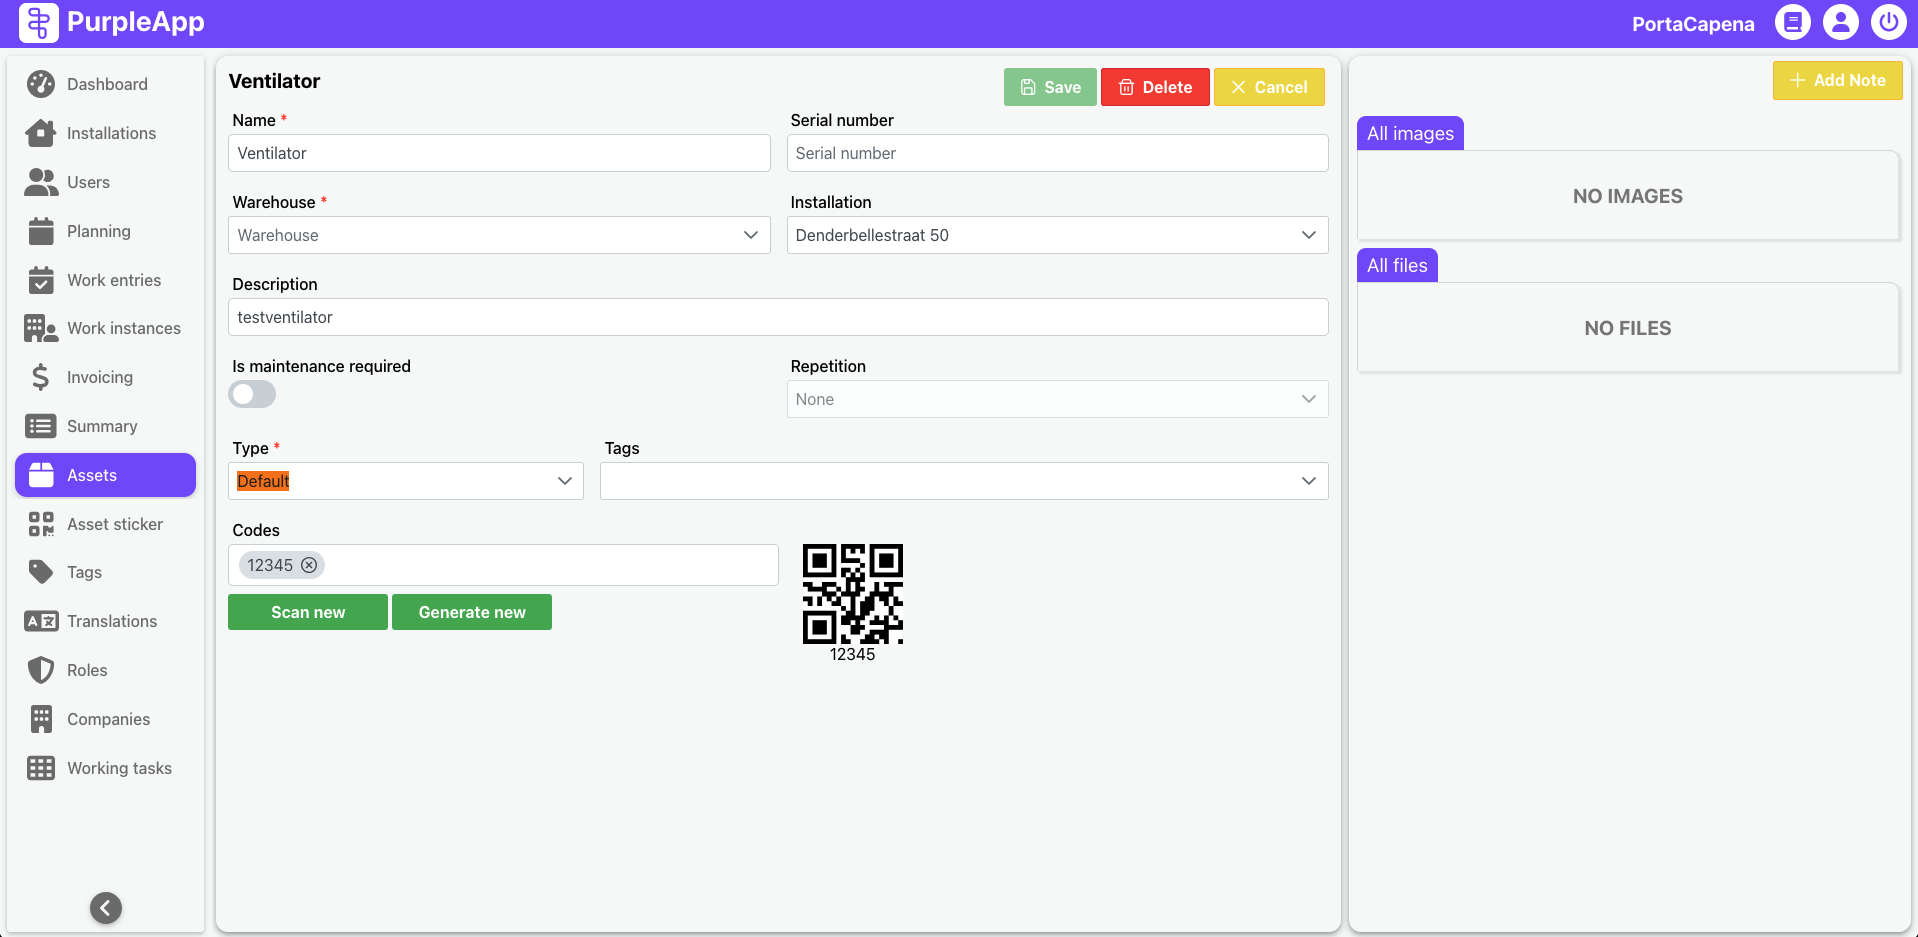 PurpleApp
PortaCapena
Dashboard
Installations
Users
Planning
Work entries
Work instances
Invoicing
Summary
Assets
Asset sticker
Tags
Translations
Roles
Companies
Working tasks
Ventilator
Save
Delete
Cancel
Name *
Serial number
Ventilator
Serial number
Warehouse *
Installation
Warehouse
Denderbellestraat 50
Description
testventilator
Is maintenance required
Repetition
None
Type *
Tags
Default
Codes
12345
Scan new
Generate new
12345
Add Note
All images
NO IMAGES
All files
NO FILES